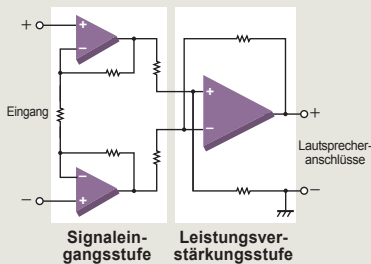 +
−
+
−
Eingang
−
+
+
−
+
Lautsprecher-
anschlüsse
−
Signalein-
gangsstufe
Leistungsver-
stärkungsstufe